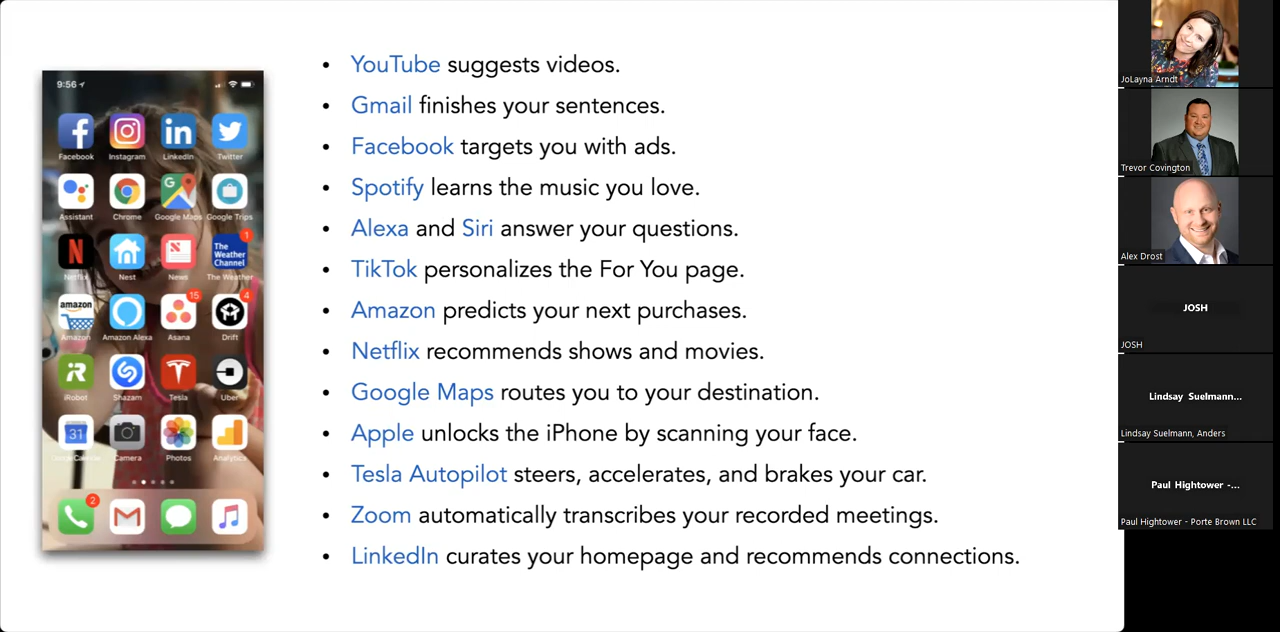 9:56
Facebook Instagram LinkedIn Twitter
Assistant Chrome Google Maps Google Trips
1
The Weather Channel
Netflix Nest News The Weather
15 4
amazon
Amazon Amazon Alexa Asana Drift
iRobot Shazam Tesla Uber
31
Camera Photos Analytics
2
• YouTube suggests videos.
• Gmail finishes your sentences.
• Facebook targets you with ads.
• Spotify learns the music you love.
• Alexa and Siri answer your questions.
• TikTok personalizes the For You page.
• Amazon predicts your next purchases.
• Netflix recommends shows and movies.
• Google Maps routes you to your destination.
• Apple unlocks the iPhone by scanning your face.
• Tesla Autopilot steers, accelerates, and brakes your car.
• Zoom automatically transcribes your recorded meetings.
• LinkedIn curates your homepage and recommends connections.
JoLayna Arndt
Trevor Covington
Alex Drost
JOSH
JOSH
Lindsay Suelmann...
Lindsay Suelmann, Anders
Paul Hightower -...
Paul Hightower - Porte Brown LLC